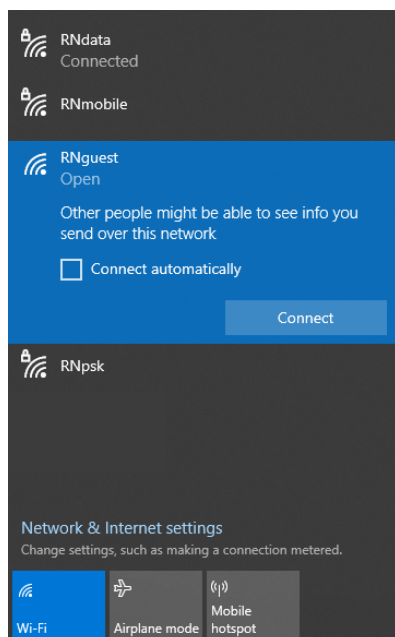 RNdata
Connected
RNmobile
RNguest
Open
Other people might be able to see info you
send over this network
Connect automatically
Connect
RNpsk
Network & Internet settings
Change settings, such as making a connection metered.
Wi-Fi
Airplane mode
Mobile
hotspot